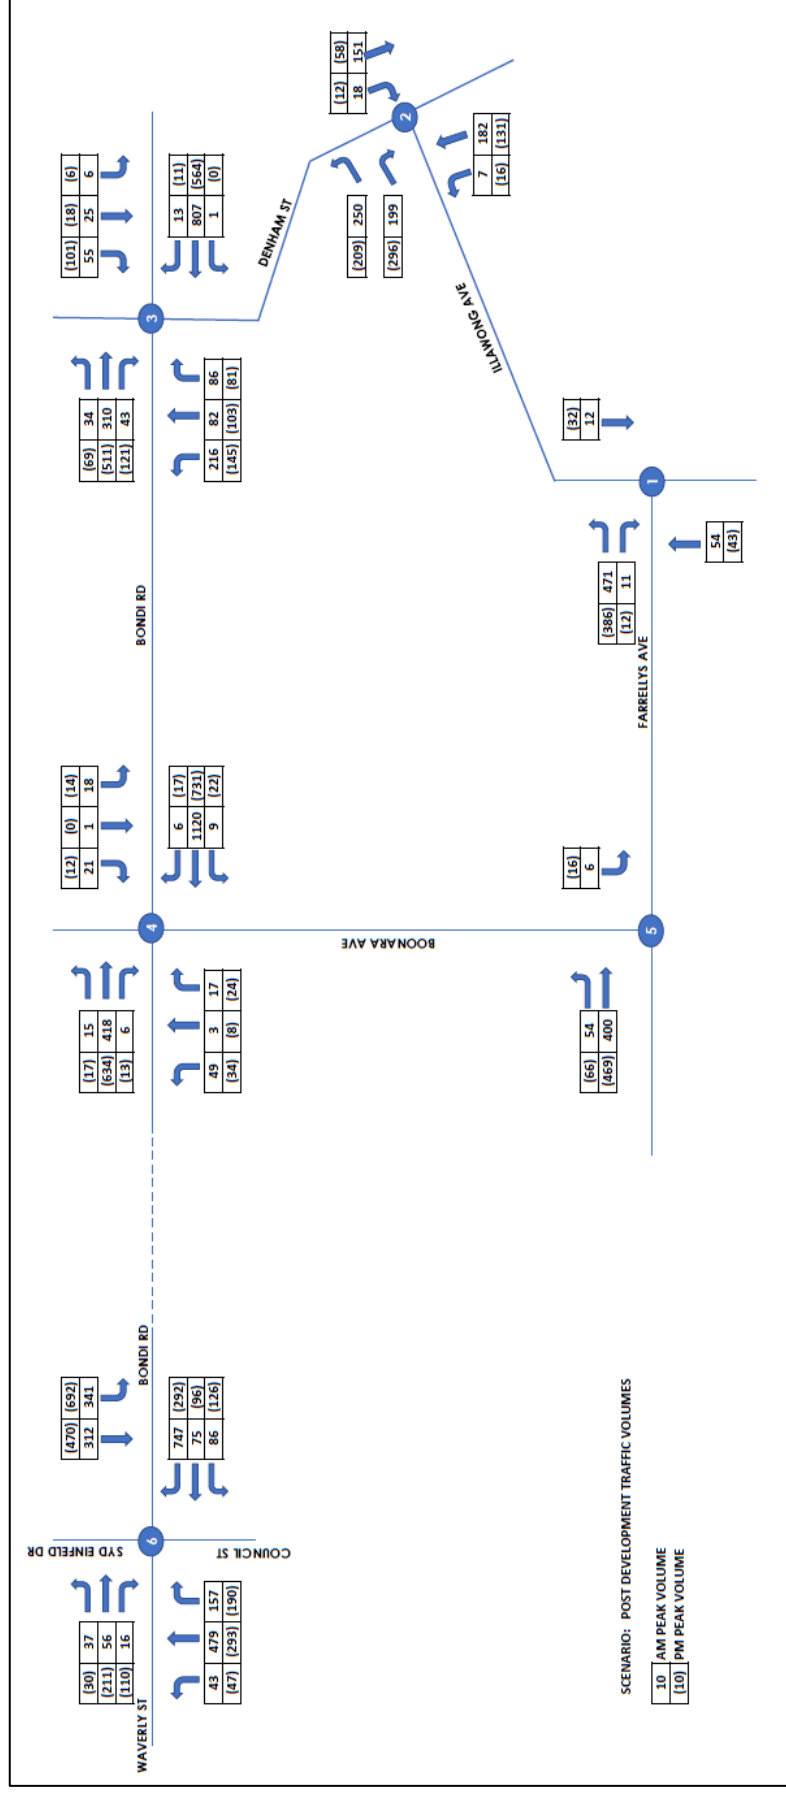 SYD EINFELD DR
(470) (692)
312 341
(30) 37
(211) 56
(110) 16
747 (292)
75 (96)
86 (126)
WAVERLY ST
6
BONDI RD
43 479 157
(47) (293) (190)
COUNCIL ST
(12) (0) (14)
21 1 18
(17) 15
(634) 418
(13) 6
6 (17)
1120 (731)
9 (22)
4
BONDI RD
49 3 17
(34) (8) (24)
BOONARA AVE
(101) (18) (6)
55 25 6
(69) 34
(511) 310
(121) 43
13 (11)
807 (564)
1 (0)
3
216 82 86
(145) (103) (81)
DENHAM ST
(12) (58)
18 151
(209) 250
(296) 199
2
7 182
(16) (131)
ILLAWONG AVE
(66) 54
(469) 400
(16)
6
5
FARRELLYS AVE
(32)
12
(386) 471
(12) 11
1
54
(43)
SCENARIO: POST DEVELOPMENT TRAFFIC VOLUMES
10 AM PEAK VOLUME
(10) PM PEAK VOLUME